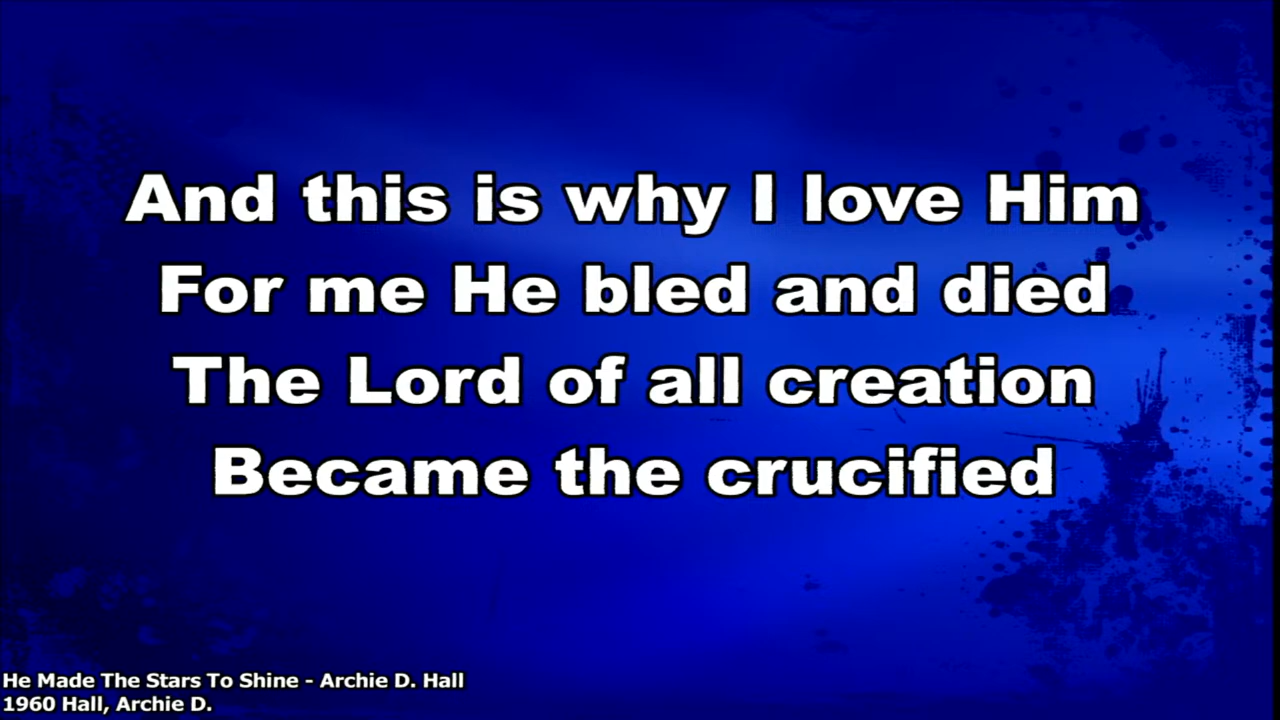 And this is why I love Him
For me He bled and died
The Lord of all creation
Became the crucified
He Made The Stars To Shine - Archie D. Hall
1960 Hall, Archie D.